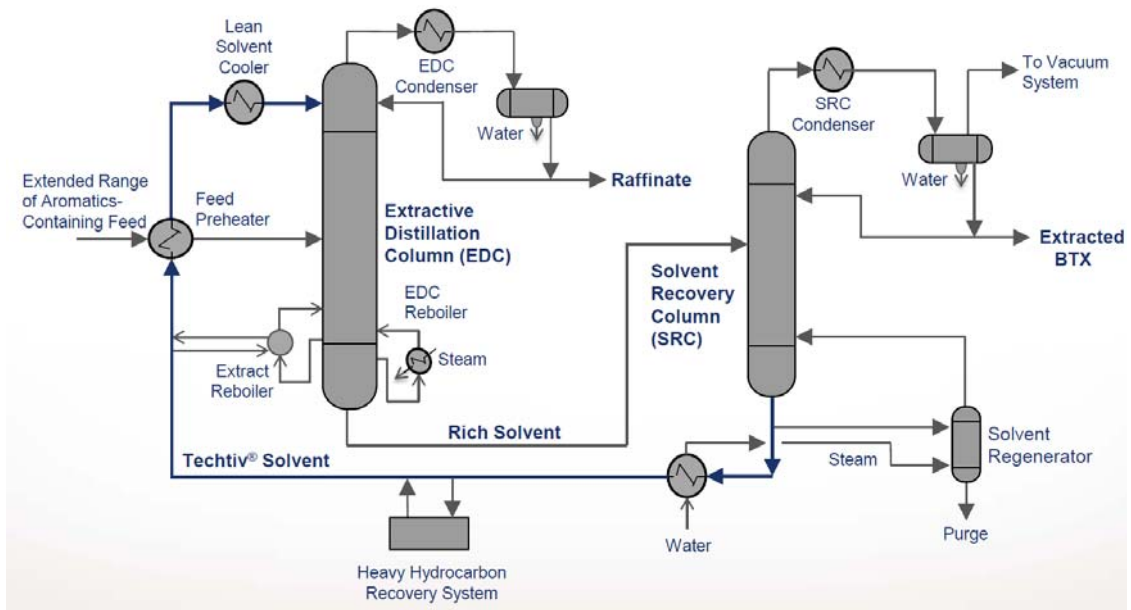 Lean
Solvent
Cooler
EDC
Condenser
Water
To Vacuum
System
SRC
Condenser
Water
Extended Range
of Aromatics-
Containing Feed
Feed
Preheater
Raffinate
Extractive
Distillation
Column (EDC)
Extracted
BTX
Solvent
Recovery
Column
(SRC)
EDC
Reboiler
Steam
Extract
Reboiler
Rich Solvent
Techtiv® Solvent
Steam
Solvent
Regenerator
Water
Purge
Heavy Hydrocarbon
Recovery System